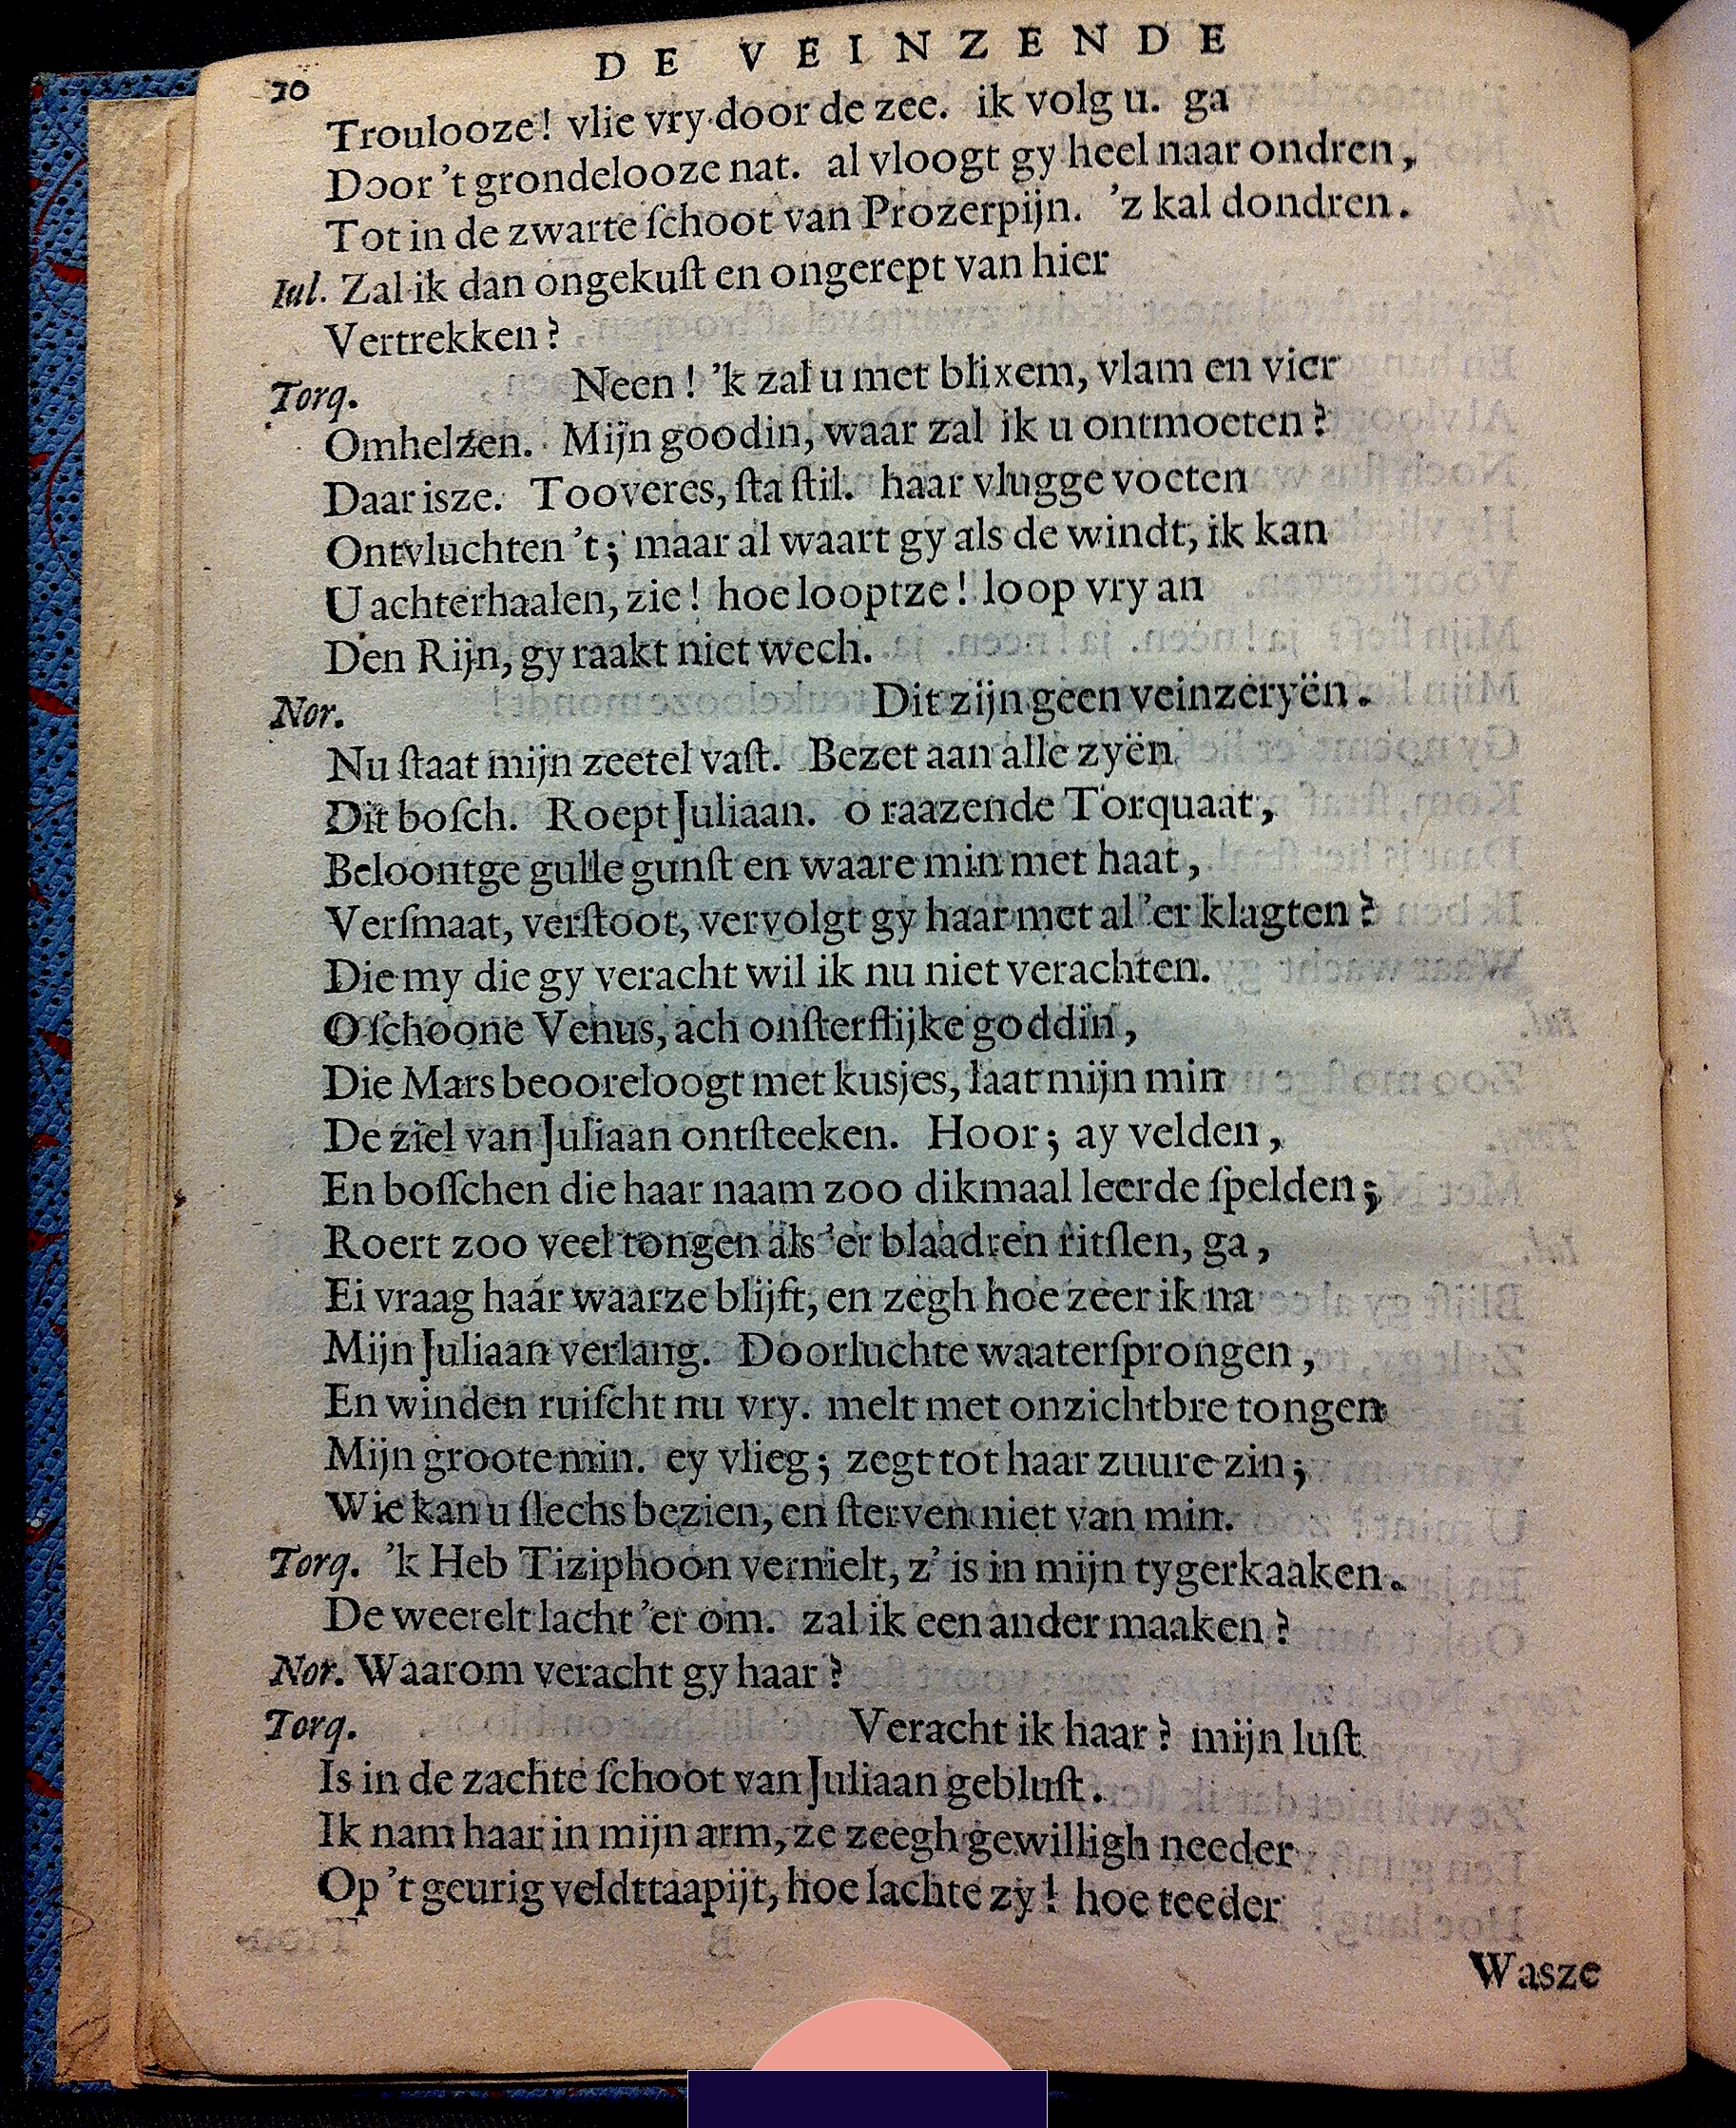 10 DE VEINZENDE
Troulooze! vlie vry door de zee. ik volg u. ga
Door 't grondelooze nat. al vloogt gy heel naar ondren,
Tot in de zwarte ſchoot van Prozerpijn. 'z kal dondren.
Iul. Zal ik dan ongekuſt en ongerept van hier
Vertrekken?
Torq. Neen! 'k zal u met blixem, vlam en vier
Omhelzen. Mijn goodin, waar zal ik u ontmoeten?
Daar isze. Tooveres, ſta ſtil. haar vlugge voeten
Ontvluchten 't; maar al waart gy als de windt, ik kan
U achterhaalen, zie! hoe looptze! loop vry an
Den Rijn, gy raakt niet wech.
Nor. Dit zijn geen veinzeryën.
Nu ſtaat mijn zeetel vaſt. Bezet aan alle zyën
Dit boſch. Roept Juliaan. o raazende Torquaat,
Beloontge gulle gunſt en waare min met haat,
Verſmaat, verſtoot, vervolgt gy haar met al 'er klagten?
Die my die gy veracht wil ik nu niet verachten.
O ſchoone Venus, ach onſterflijke goddin,
Die Mars beooreloogt met kusjes, laat mijn min
De ziel van Juliaan ontſteeken. Hoor; ay velden,
En boſſchen die haar naam zoo dikmaal leerde ſpelden;
Roert zoo veel tongen als 'er blaadren ritſlen, ga,
Ei vraag haar waarze blijft, en zegh hoe zeer ik na
Mijn Juliaan verlang. Doorluchte waaterſprongen,
En winden ruiſcht nu vry. melt met onzichtbre tongen
Mijn groote min. ey vlieg; zegt tot haar zuure zin;
Wie kan u ſlechs bezien, en ſterven niet van min.
Torq. 'k Heb Tiziphoon vernielt, z' is in mijn tygerkaaken.
De weerelt lacht 'er om. zal ik een ander maaken?
Nor. Waarom veracht gy haar?
Torq. Veracht ik haar? mijn luſt
Is in de zachte ſchoot van Juliaan gebluſt.
Ik nam haar in mijn arm, ze zeegh gewilligh needer
Op 't geurig veldttaapijt, hoe lachte zy! hoe teeder
Wasze